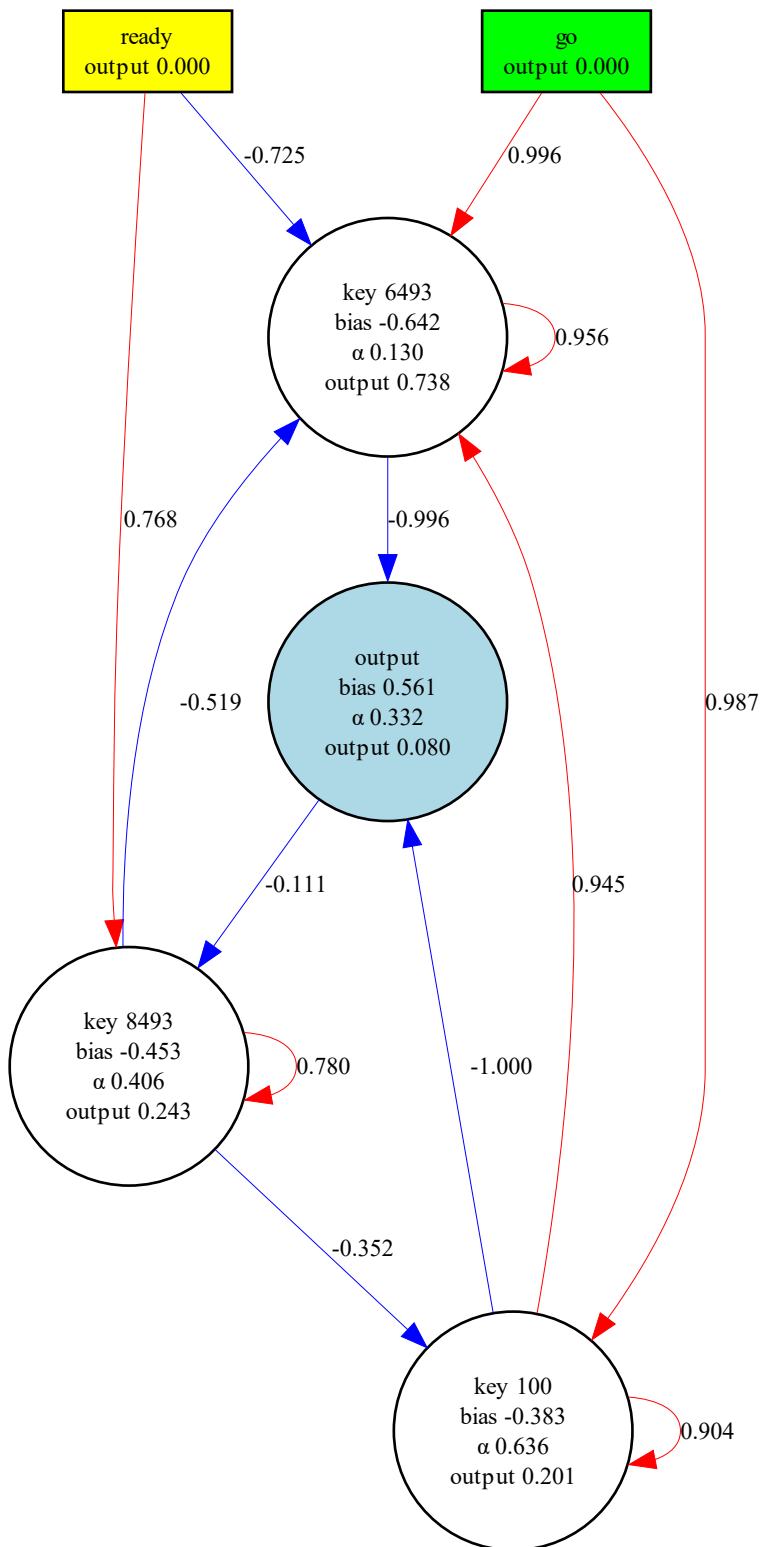 ready
output 0.000
go
output 0.000
-0.725
0.996
key 6493
bias -0.642
α 0.130
output 0.738
0.956
0.768
-0.996
-0.519
output
bias 0.561
α 0.332
output 0.080
0.987
-0.111
0.945
key 8493
bias -0.453
α 0.406
output 0.243
0.780
-1.000
-0.352
key 100
bias -0.383
α 0.636
output 0.201
0.904